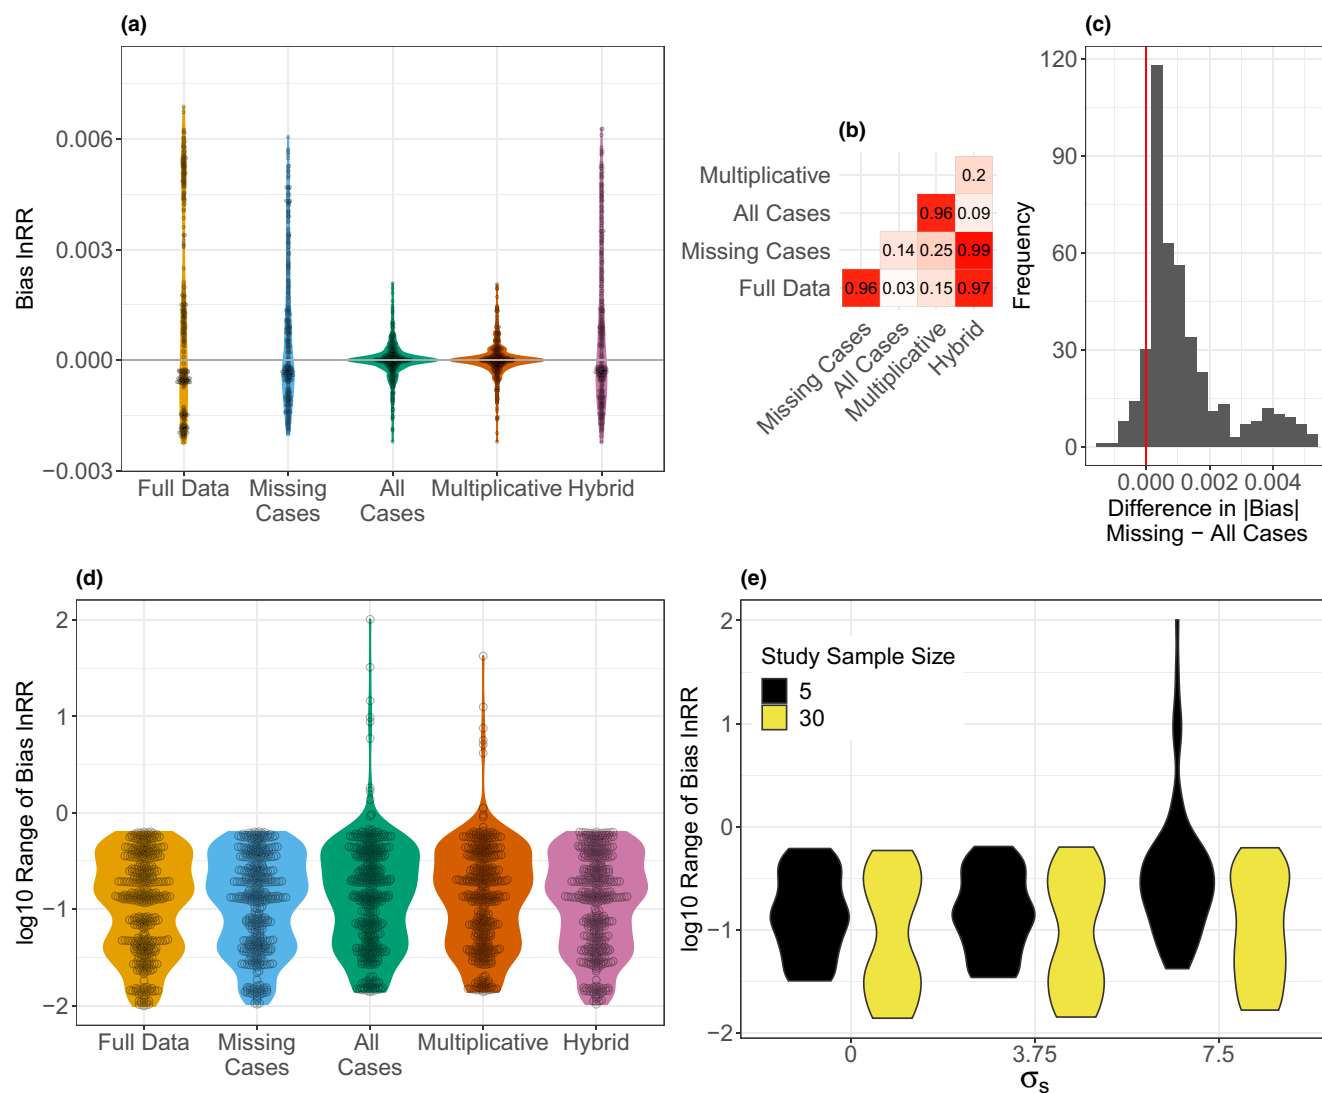 (a)
Bias lnRR
0.006
0.003
0.000
−0.003
Full Data
Missing
Cases
All
Cases
Multiplicative
Hybrid
(b)
Multiplicative
All Cases
Missing Cases
Full Data
0.2
0.96 0.09
0.14 0.25 0.99
0.96 0.03 0.15 0.97
Missing Cases
All Cases
Multiplicative
Hybrid
(c)
Frequency
120
90
60
30
0
0.000 0.002 0.004
Difference in |Bias|
Missing − All Cases
(d)
log10 Range of Bias lnRR
2
1
0
−1
−2
Full Data
Missing
Cases
All
Cases
Multiplicative
Hybrid
(e)
log10 Range of Bias lnRR
2
1
0
−1
−2
Study Sample Size
5
30
0
3.75
7.5
σs